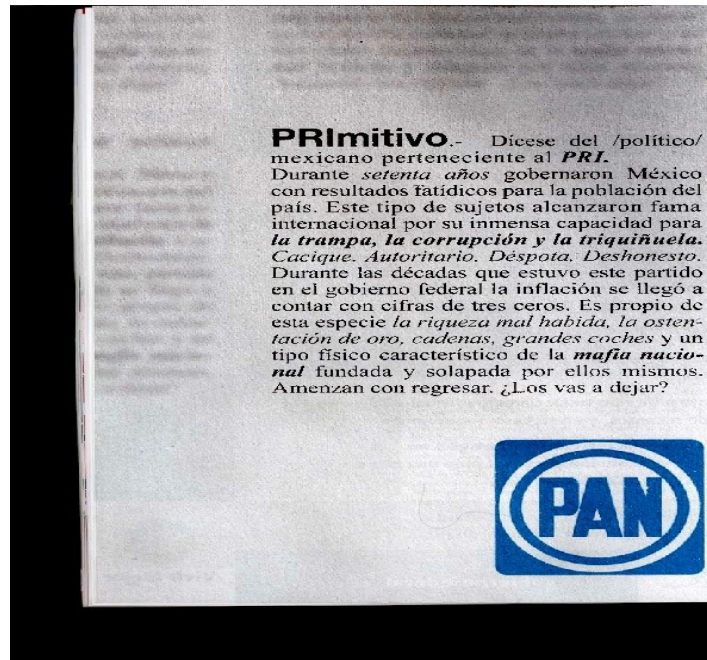 PRImitivo.- Dícese del /político/
mexicano perteneciente al PRI.
Durante setenta años gobernaron México
con resultados fatídicos para la población del
país. Este tipo de sujetos alcanzaron fama
internacional por su inmensa capacidad para
la trampa, la corrupción y la triquiñuela.
Cacique. Autoritario. Déspota. Deshonesto.
Durante las décadas que estuvo este partido
en el gobierno federal la inflación se llegó a
contar con cifras de tres ceros. Es propio de
esta especie la riqueza mal habida, la osten-
tación de oro, cadenas, grandes coches y un
tipo físico característico de la mafia nacio-
nal fundada y solapada por ellos mismos.
Amenzan con regresar. ¿Los vas a dejar?
PAN